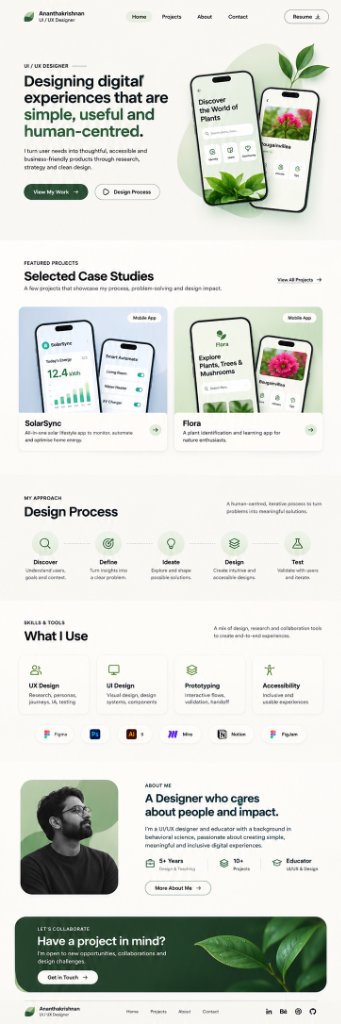 Ananthakrishnan
UI / UX Designer
Home
Projects
About
Contact
Resume
UI / UX DESIGNER
Designing digital
experiences that are
simple, useful and
human-centred.
I turn user needs into thoughtful, accessible and
business-friendly products through research,
strategy and clean design.
View My Work
Design Process
Discover
the World of
Plants
Bougainvillea
FEATURED PROJECTS
Selected Case Studies
A few projects that showcase my process, problem-solving and design impact.
View All Projects
Mobile App
SolarSync
Today's Energy
12.4 kWh
Smart Automate
Living Room
Water Heater
EV Charger
SolarSync
All-in-one solar lifestyle app to monitor, automate
and optimise home energy.
Mobile App
Flora
Explore
Plants, Trees &
Mushrooms
Bougainvillea
Flora
A plant identification and learning app for
nature enthusiasts.
MY APPROACH
Design Process
A human-centred, iterative process to turn
problems into meaningful solutions.
Discover
Understand users,
goals and context.
Define
Turn insights into
a clear problem.
Ideate
Explore and shape
possible solutions.
Design
Create intuitive and
accessible designs.
Test
Validate with users
and iterate.
SKILLS & TOOLS
What I Use
A mix of design, research and collaboration tools
to create end-to-end experiences.
UX Design
Research, personas,
journeys, IA, testing
UI Design
Visual design, design
systems, components
Prototyping
Interactive flows,
validation, handoff
Accessibility
Inclusive and
usable experiences
Figma
Ps
Ai
Miro
Notion
FigJam
ABOUT ME
A Designer who cares
about people and impact.
I'm a UI/UX designer and educator with a background in
behavioral science, passionate about creating simple,
meaningful and inclusive digital experiences.
5+ Years
Design & Teaching
10+
Projects
Educator
UI/UX & Design
More About Me
LET'S COLLABORATE
Have a project in mind?
I'm open to new opportunities, collaborations and
design challenges.
Get in Touch
Ananthakrishnan
UI / UX Designer
Home
Projects
About
Contact
in
Bē